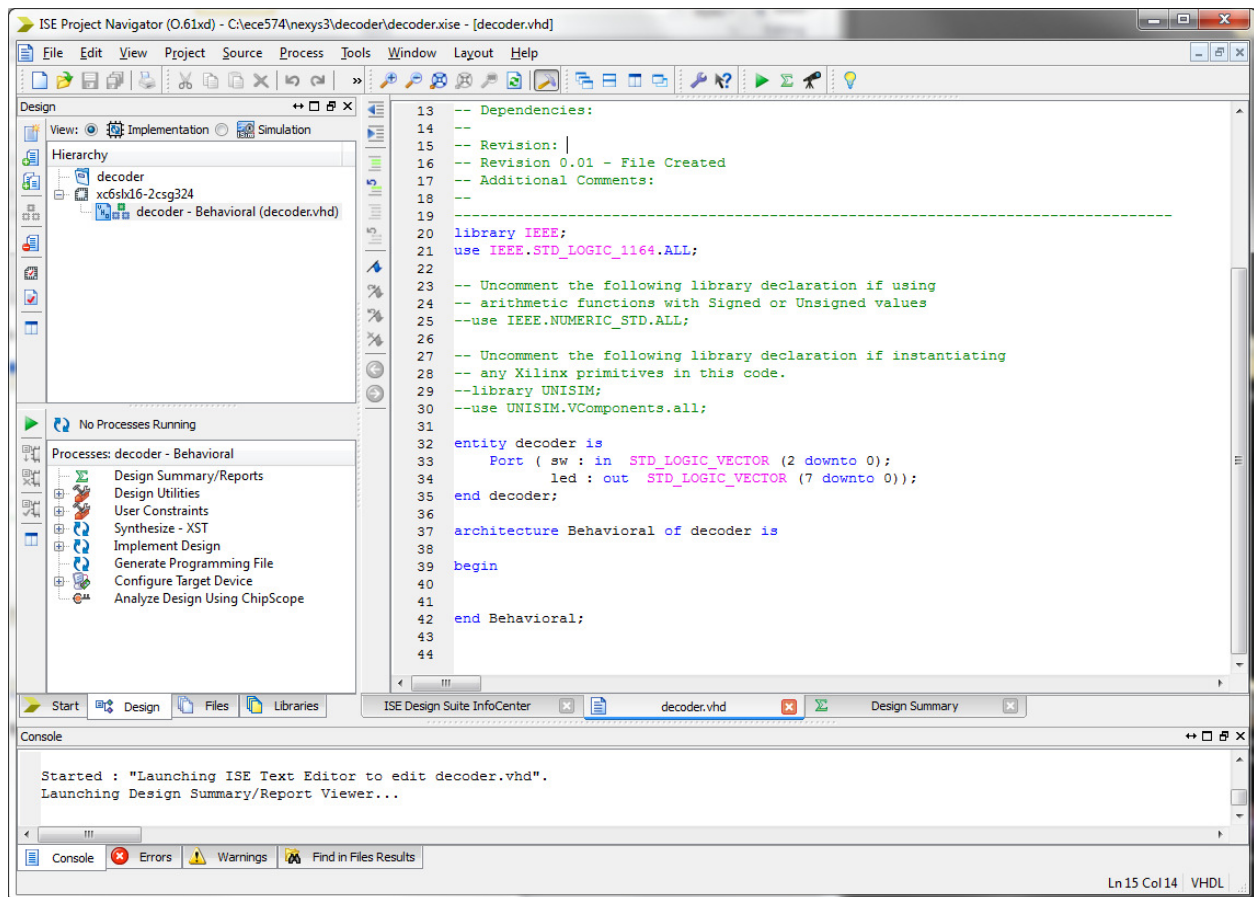 ISE Project Navigator (O.61xd) - C:\ece574\nexys3\decoder\decoder.xise - [decoder.vhd]
File Edit View Project Source Process Tools Window Layout Help
Design
View: Implementation Simulation
Hierarchy
decoder
xc6slx16-2csg324
decoder - Behavioral (decoder.vhd)
No Processes Running
Processes: decoder - Behavioral
Design Summary/Reports
Design Utilities
User Constraints
Synthesize - XST
Implement Design
Generate Programming File
Configure Target Device
Analyze Design Using ChipScope
Start Design Files Libraries
13 -- Dependencies:
14 --
15 -- Revision:
16 -- Revision 0.01 - File Created
17 -- Additional Comments:
18 --
19 ----------------------------------------------------------------------------------
20 library IEEE;
21 use IEEE.STD_LOGIC_1164.ALL;
22
23 -- Uncomment the following library declaration if using
24 -- arithmetic functions with Signed or Unsigned values
25 --use IEEE.NUMERIC_STD.ALL;
26
27 -- Uncomment the following library declaration if instantiating
28 -- any Xilinx primitives in this code.
29 --library UNISIM;
30 --use UNISIM.VComponents.all;
31
32 entity decoder is
33 Port ( sw : in STD_LOGIC_VECTOR (2 downto 0);
34 led : out STD_LOGIC_VECTOR (7 downto 0));
35 end decoder;
36
37 architecture Behavioral of decoder is
38
39 begin
40
41
42 end Behavioral;
43
44
ISE Design Suite InfoCenter decoder.vhd Design Summary
Console
Started : "Launching ISE Text Editor to edit decoder.vhd".
Launching Design Summary/Report Viewer...
Console Errors Warnings Find in Files Results
Ln 15 Col 14 VHDL